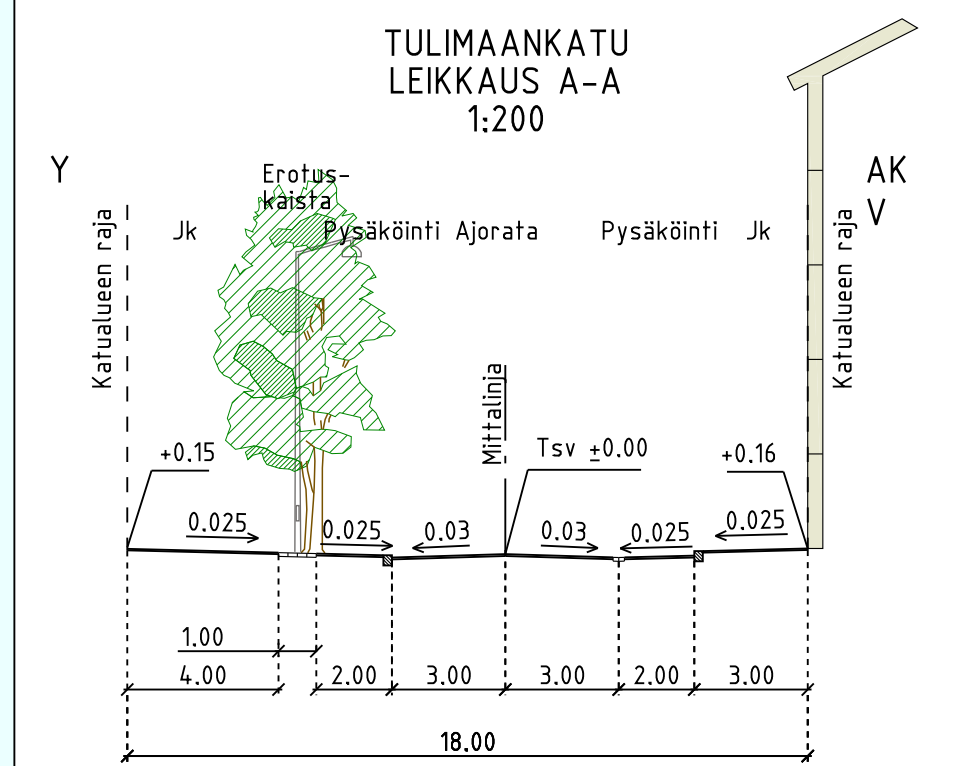 TULIMAANKATU
LEIKKAUS A-A
1:200
Y
AK
V
Erotus-
kaista
Jk
Pysäköinti
Ajorata
Pysäköinti
Jk
Katualueen raja
Katualueen raja
Mittalinja
+0.15
Tsv ±0.00
+0.16
0.025
0.025
0.03
0.03
0.025
0.025
1.00
4.00
2.00
3.00
3.00
2.00
3.00
18.00